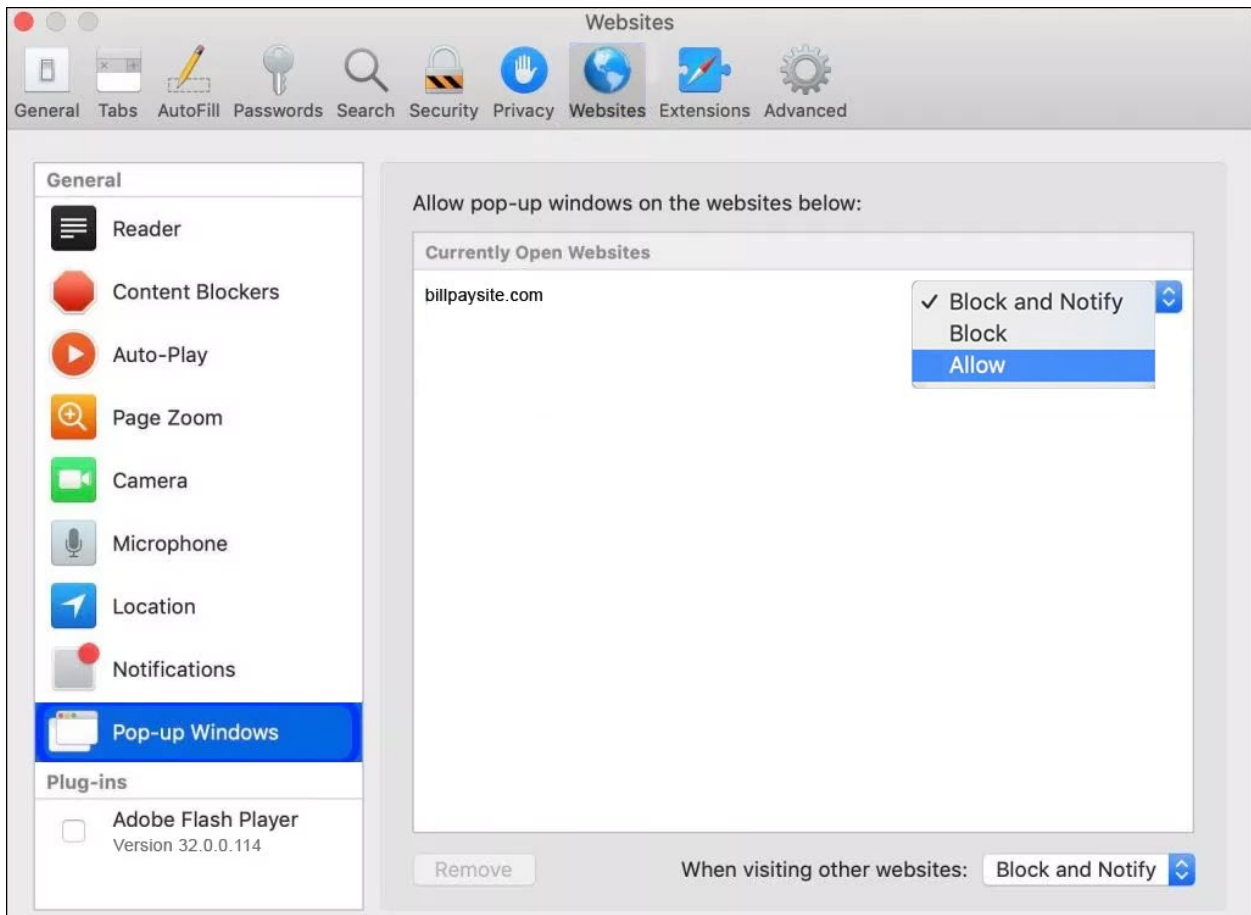 Websites
General Tabs AutoFill Passwords Search Security Privacy Websites Extensions Advanced
General
Reader
Content Blockers
Auto-Play
Page Zoom
Camera
Microphone
Location
Notifications
Pop-up Windows
Plug-ins
Adobe Flash Player
Version 32.0.0.114
Allow pop-up windows on the websites below:
Currently Open Websites
billpaysite.com
✓ Block and Notify
Block
Allow
Remove
When visiting other websites: Block and Notify